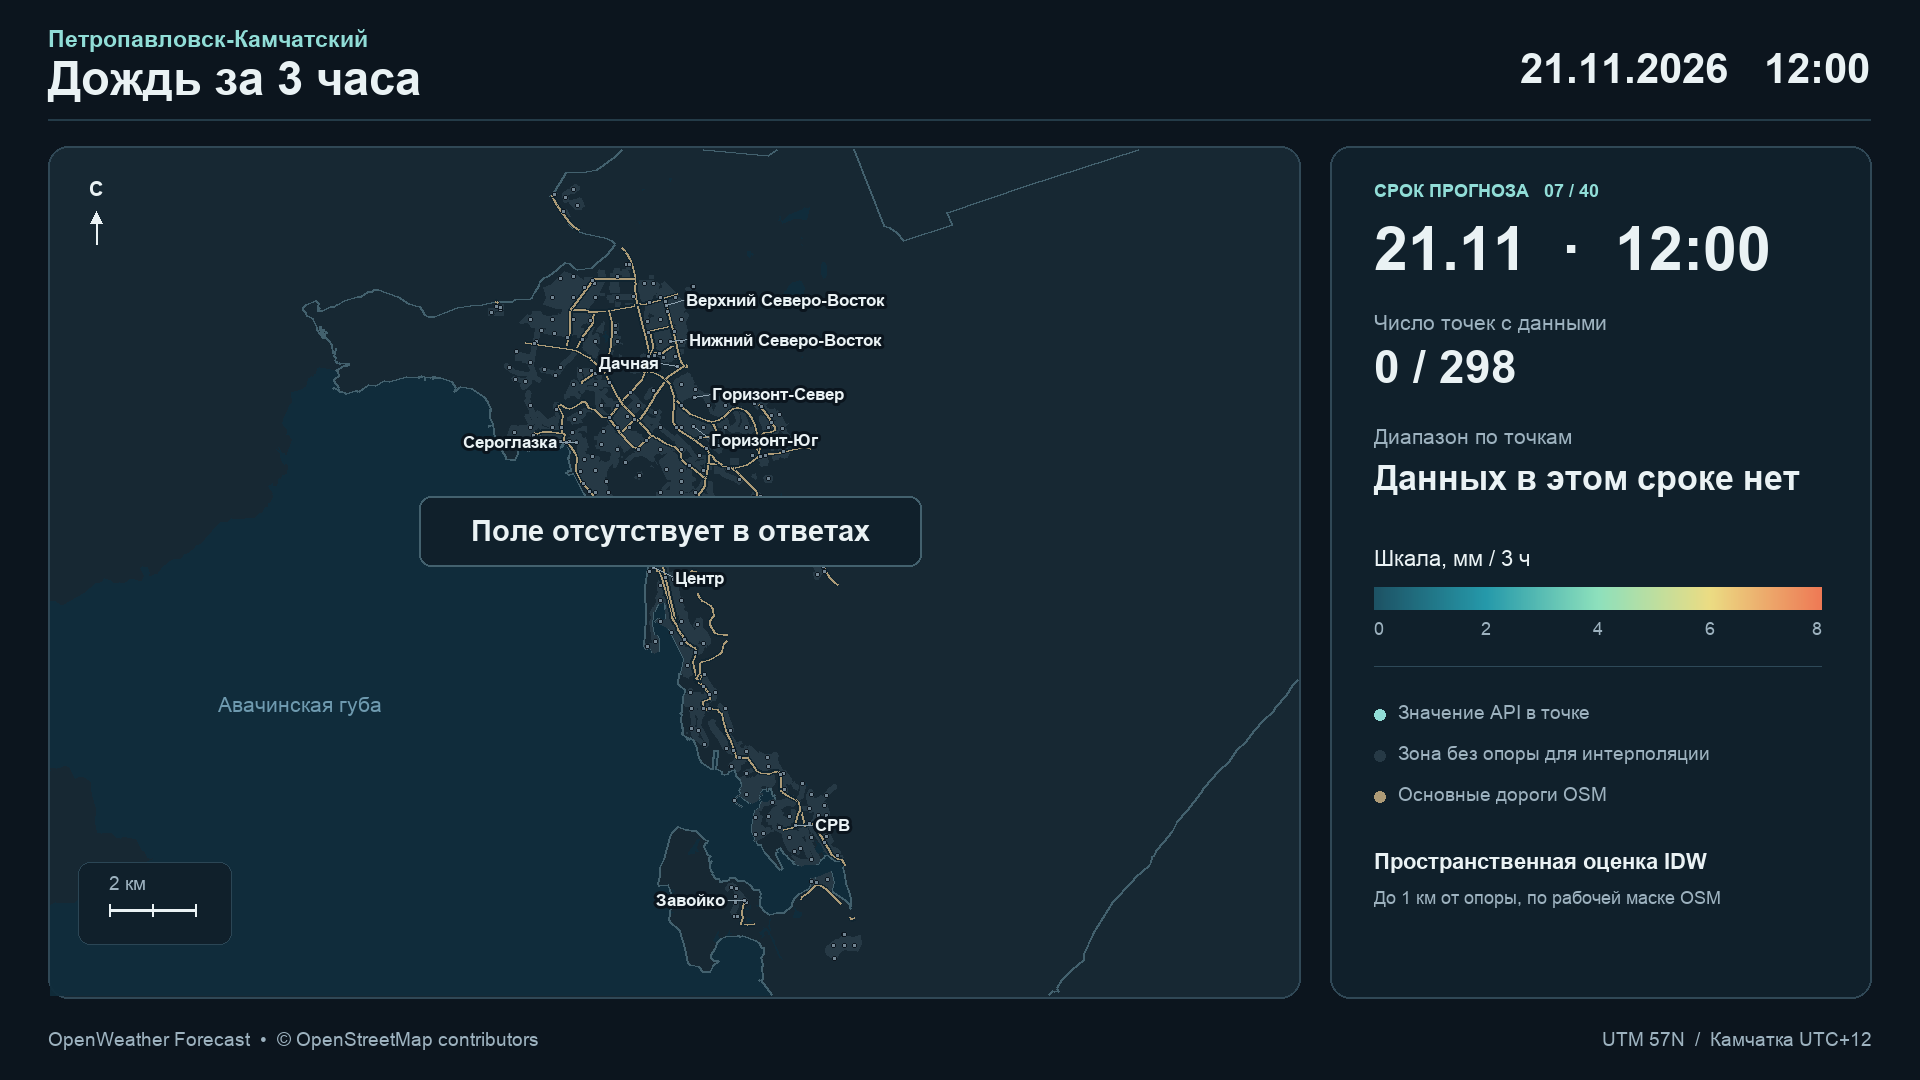 Петропавловск-Камчатский
Дождь за 3 часа
21.11.2026 12:00
С
Верхний Северо-Восток
Нижний Северо-Восток
Дачная
Горизонт-Север
Сероглазка
Горизонт-Юг
Поле отсутствует в ответах
Центр
Авачинская губа
СРВ
2 км
Завойко
СРОК ПРОГНОЗА 07 / 40
21.11 · 12:00
Число точек с данными
0 / 298
Диапазон по точкам
Данных в этом сроке нет
Шкала, мм / 3 ч
0 2 4 6 8
Значение API в точке
Зона без опоры для интерполяции
Основные дороги OSM
Пространственная оценка IDW
До 1 км от опоры, по рабочей маске OSM
OpenWeather Forecast • © OpenStreetMap contributors
UTM 57N / Камчатка UTC+12